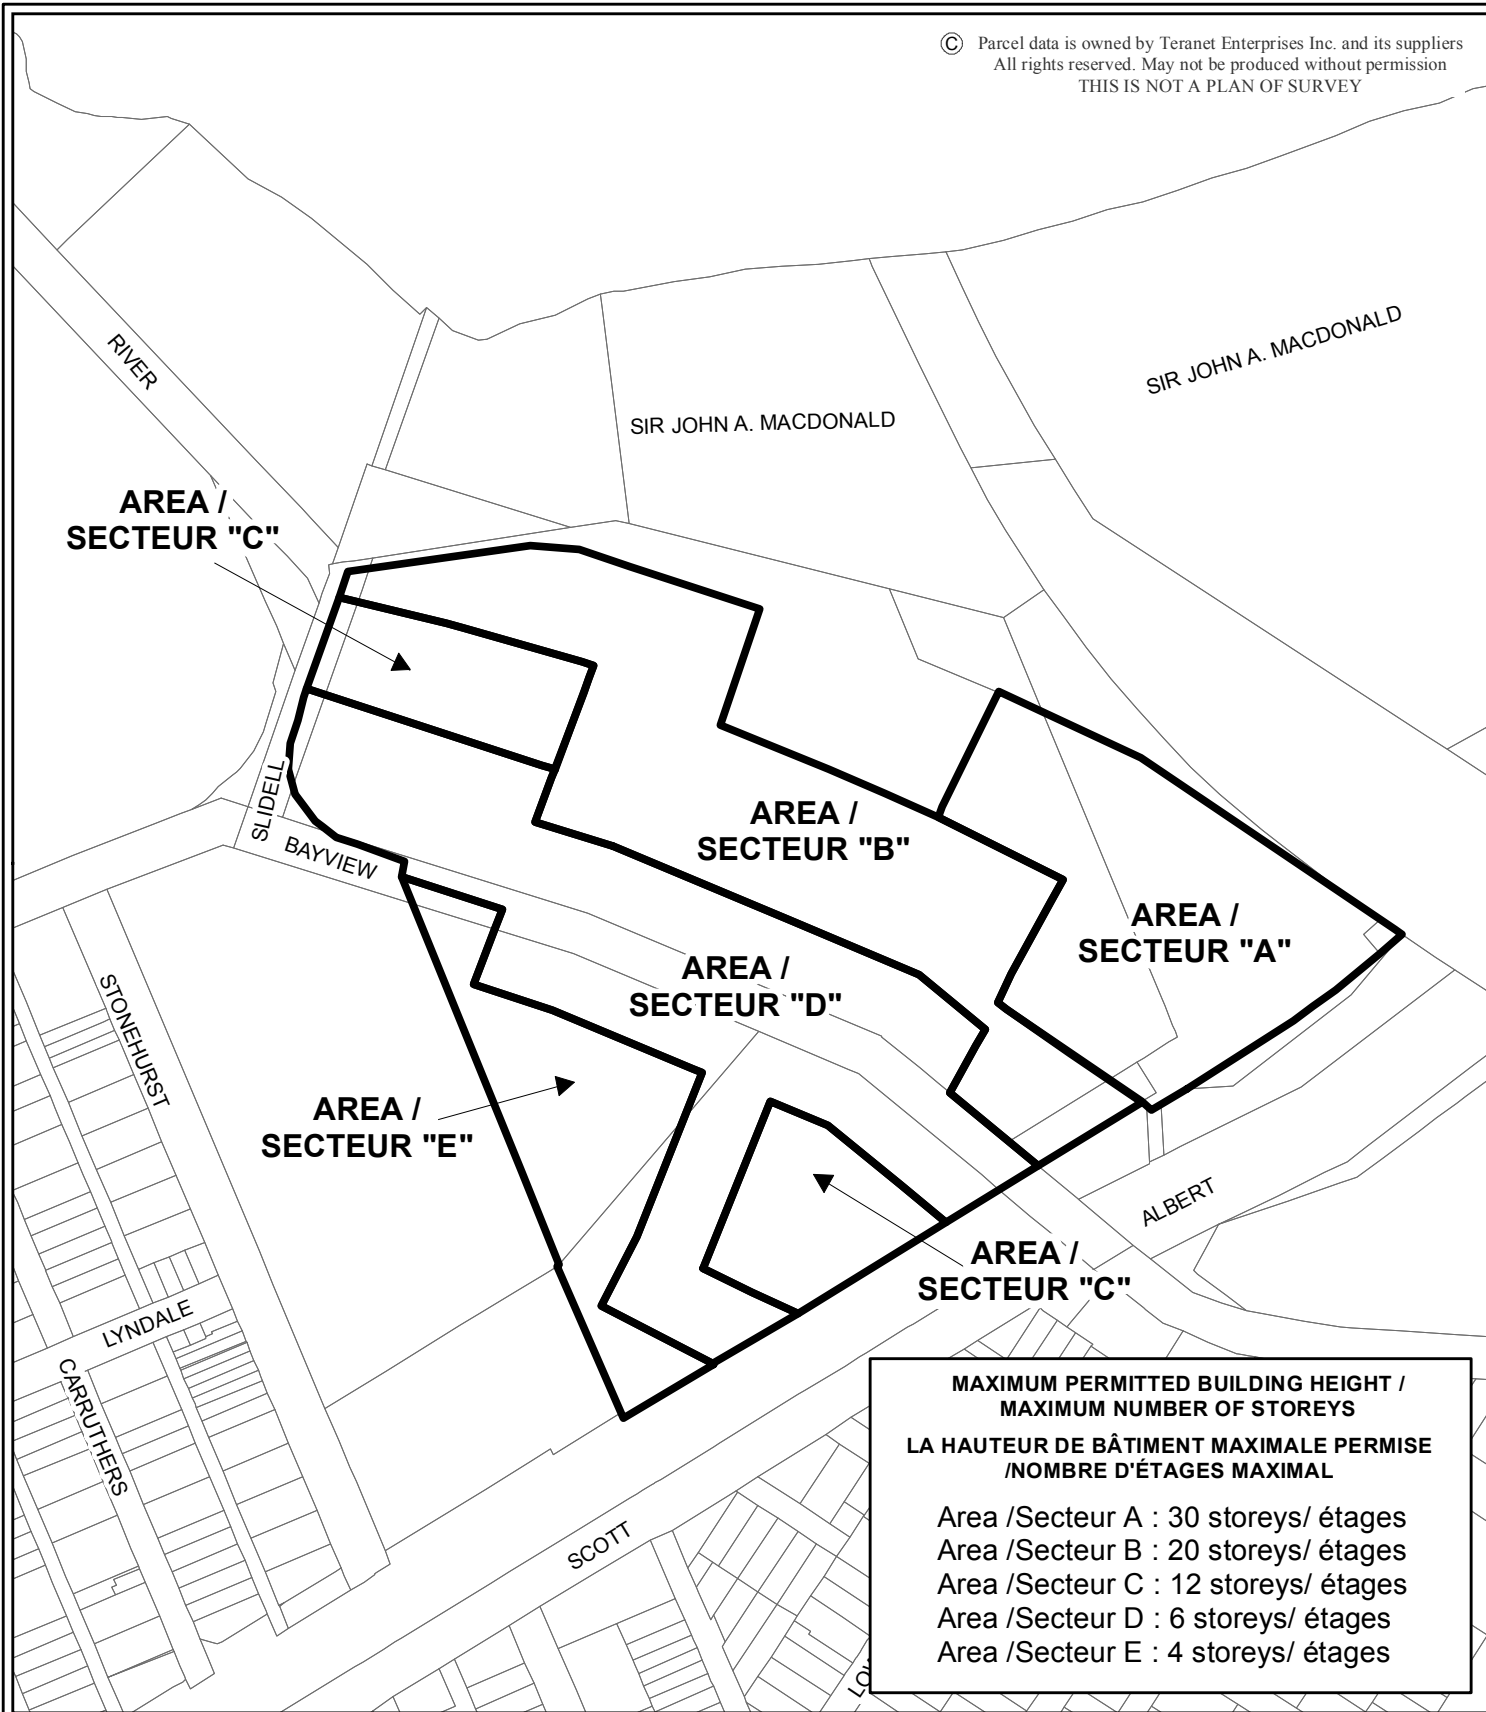 © Parcel data is owned by Teranet Enterprises Inc. and its suppliers
All rights reserved. May not be produced without permission
THIS IS NOT A PLAN OF SURVEY
RIVER
SIR JOHN A. MACDONALD
SIR JOHN A. MACDONALD
AREA /
SECTEUR "C"
SLIDELL
BAYVIEW
AREA /
SECTEUR "B"
AREA /
SECTEUR "A"
AREA /
SECTEUR "D"
STONEHURST
AREA /
SECTEUR "E"
ALBERT
AREA /
SECTEUR "C"
LYNDALE
CARRUTHERS
SCOTT
MAXIMUM PERMITTED BUILDING HEIGHT /
MAXIMUM NUMBER OF STOREYS
LA HAUTEUR DE BÂTIMENT MAXIMALE PERMISE
/NOMBRE D'ÉTAGES MAXIMAL
Area /Secteur A : 30 storeys/ étages
Area /Secteur B : 20 storeys/ étages
Area /Secteur C : 12 storeys/ étages
Area /Secteur D : 6 storeys/ étages
Area /Secteur E : 4 storeys/ étages